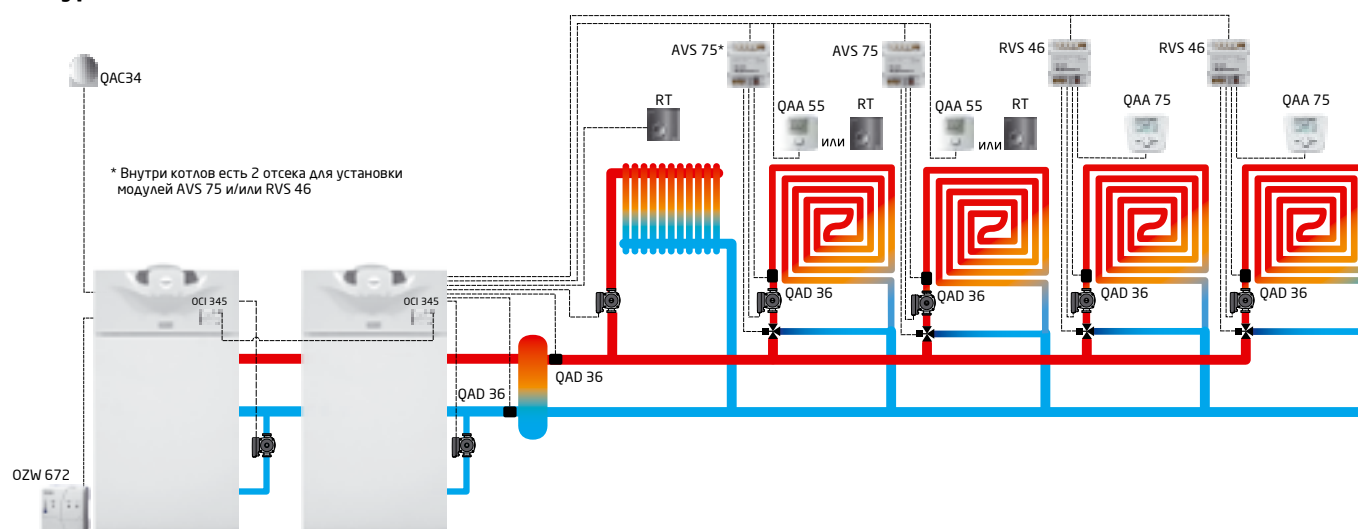 AVS 75*
AVS 75
RVS 46
RVS 46
QAC34
RT
QAA 55
или
RT
QAA 55
или
RT
QAA 75
QAA 75
* Внутри котлов есть 2 отсека для установки
модулей AVS 75 и/или RVS 46
OCI 345
OCI 345
QAD 36
QAD 36
QAD 36
QAD 36
QAD 36
QAD 36
OZW 672